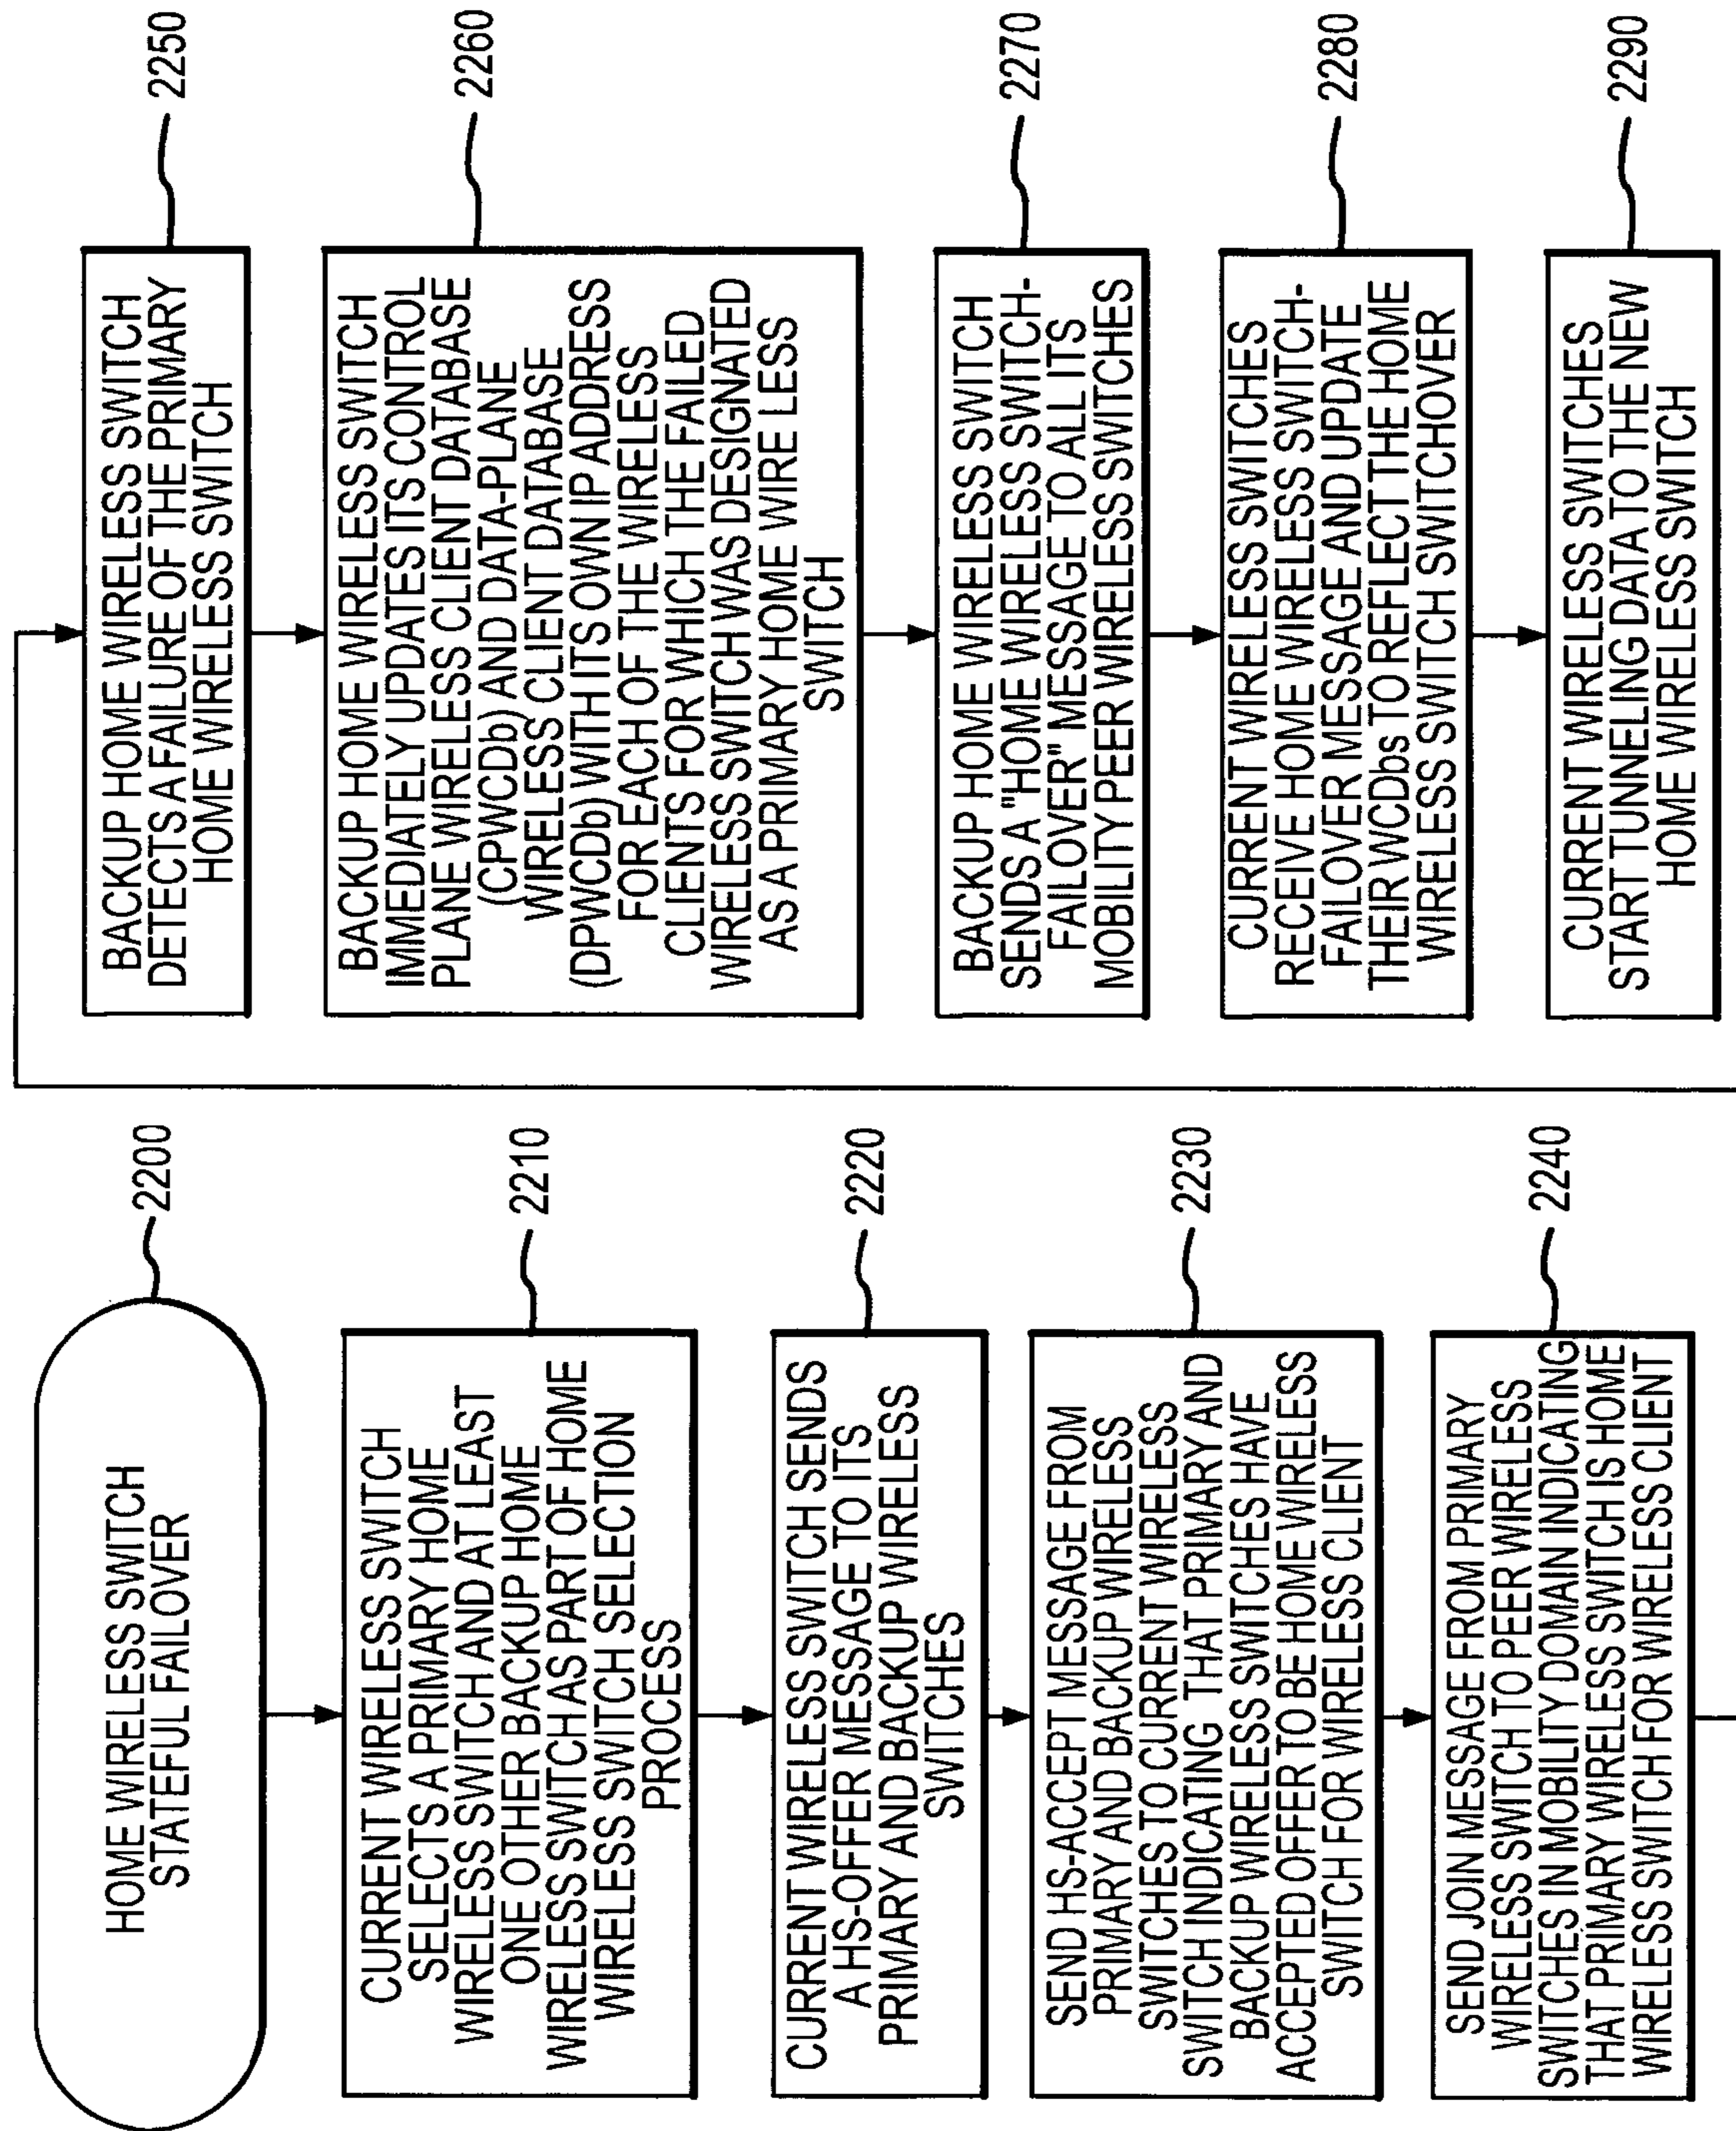 HOME WIRELESS SWITCH
STATEFUL FAILOVER
2200
CURRENT WIRELESS SWITCH
SELECTS A PRIMARY HOME
WIRELESS SWITCH AND AT LEAST
ONE OTHER BACKUP HOME
WIRELESS SWITCH AS PART OF HOME
WIRELESS SWITCH SELECTION
PROCESS
2210
CURRENT WIRELESS SWITCH SENDS
A HS-OFFER MESSAGE TO ITS
PRIMARY AND BACKUP WIRELESS
SWITCHES
2220
SEND HS-ACCEPT MESSAGE FROM
PRIMARY AND BACKUP WIRELESS
SWITCHES TO CURRENT WIRELESS
SWITCH INDICATING THAT PRIMARY AND
BACKUP WIRELESS SWITCHES HAVE
ACCEPTED OFFER TO BE HOME WIRELESS
SWITCH FOR WIRELESS CLIENT
2230
SEND JOIN MESSAGE FROM PRIMARY
WIRELESS SWITCH TO PEER WIRELESS
SWITCHES IN MOBILITY DOMAIN INDICATING
THAT PRIMARY WIRELESS SWITCH IS HOME
WIRELESS SWITCH FOR WIRELESS CLIENT
2240
BACKUP HOME WIRELESS SWITCH
DETECTS A FAILURE OF THE PRIMARY
HOME WIRELESS SWITCH
2250
BACKUP HOME WIRELESS SWITCH
IMMEDIATELY UPDATES ITS CONTROL
PLANE WIRELESS CLIENT DATABASE
(CPWCDb) AND DATA-PLANE
WIRELESS CLIENT DATABASE
(DPWCDb) WITH ITS OWN IP ADDRESS
FOR EACH OF THE WIRELESS
CLIENTS FOR WHICH THE FAILED
WIRELESS SWITCH WAS DESIGNATED
AS A PRIMARY HOME WIRE LESS
SWITCH
2260
BACKUP HOME WIRELESS SWITCH
SENDS A "HOME WIRELESS SWITCH-
FAILOVER" MESSAGE TO ALL ITS
MOBILITY PEER WIRELESS SWITCHES
2270
CURRENT WIRELESS SWITCHES
RECEIVE HOME WIRELESS SWITCH-
FAILOVER MESSAGE AND UPDATE
THEIR WCDbs TO REFLECT THE HOME
WIRELESS SWITCH SWITCHOVER
2280
CURRENT WIRELESS SWITCHES
START TUNNELING DATA TO THE NEW
HOME WIRELESS SWITCH
2290